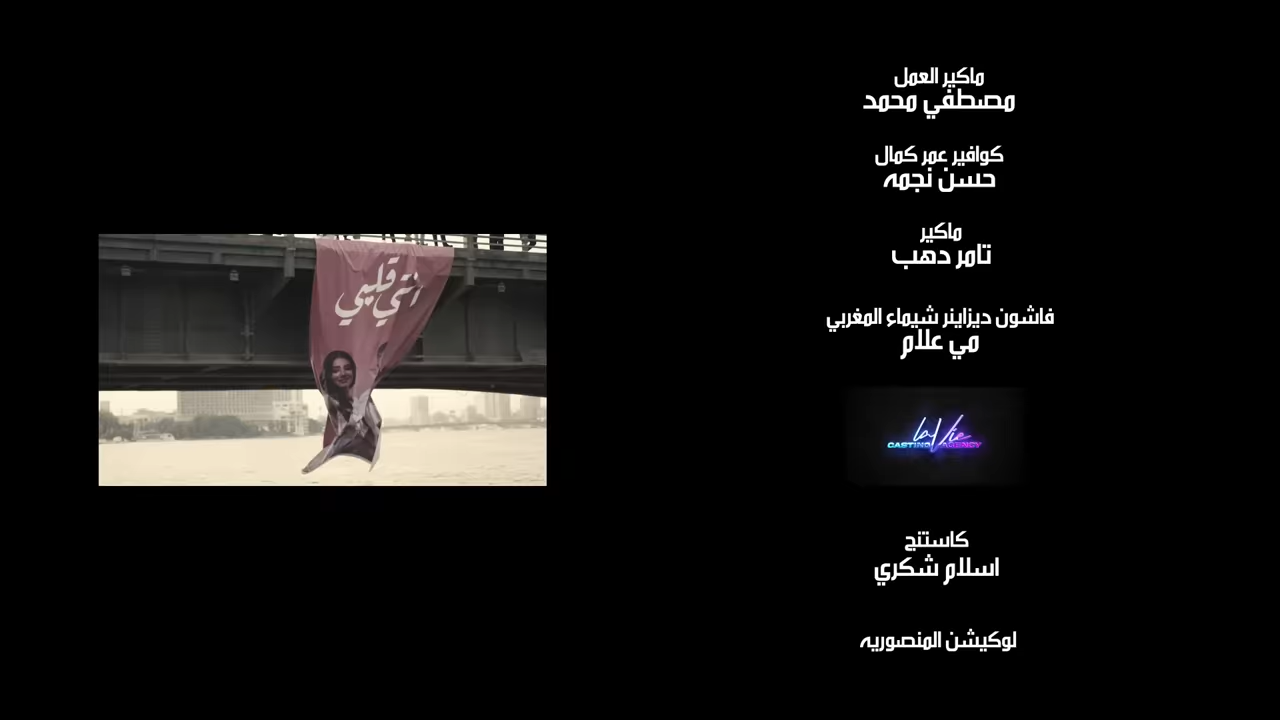 انتي قلبي
ماكير العمل
مصطفي محمد
كوافير عمر كمال
حسن نجمه
ماكير
تامر دهب
فاشون ديزاينر شيماء المغربي
مي علام
la Vie
CASTING AGENCY
كاستنج
اسلام شكري
لوكيشن المنصوريه